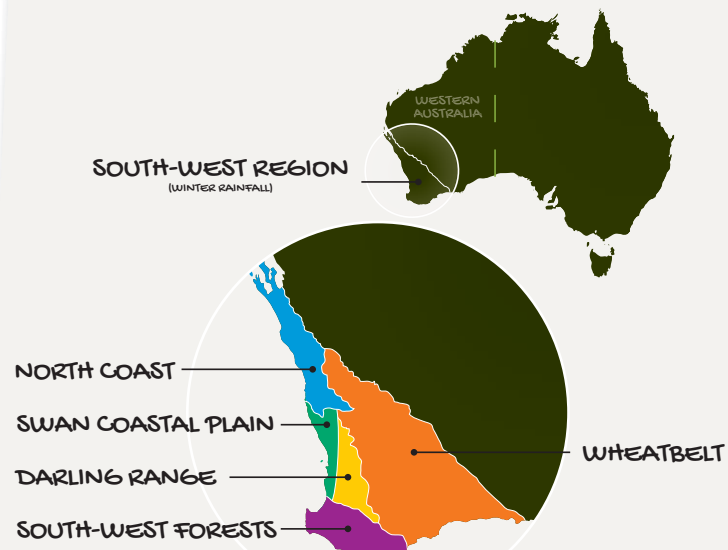 WESTERN
AUSTRALIA
SOUTH-WEST REGION
(WINTER RAINFALL)
NORTH COAST
SWAN COASTAL PLAIN
DARLING RANGE
SOUTH-WEST FORESTS
WHEATBELT